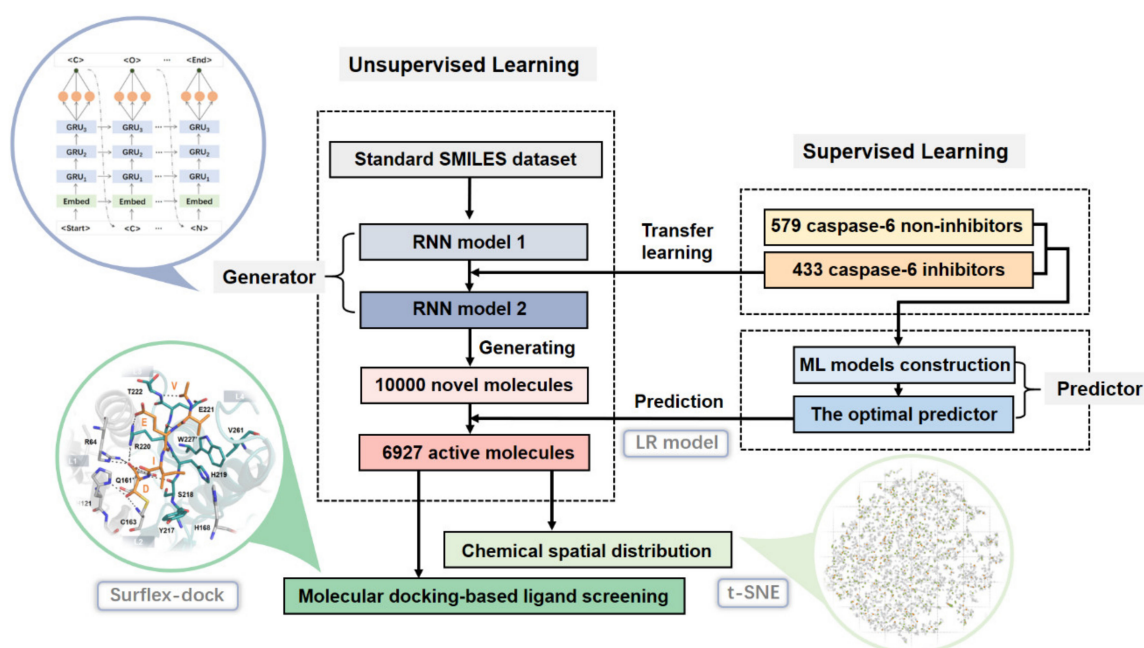 <C> <O> ... <End>
GRU₃ GRU₃ ... GRU₃
GRU₂ GRU₂ ... GRU₂
GRU₁ GRU₁ ... GRU₁
Embed Embed ... Embed
<Start> <C> ... <N>
Unsupervised Learning
Standard SMILES dataset
Supervised Learning
579 caspase-6 non-inhibitors
433 caspase-6 inhibitors
Transfer
learning
Generator
RNN model 1
RNN model 2
Generating
10000 novel molecules
ML models construction
The optimal predictor
Predictor
Prediction
LR model
6927 active molecules
T222
V
E221
E
R64
R220
W227
V261
I
H219
Q161
D
S218
C163
Y217
H168
Surflex-dock
Chemical spatial distribution
Molecular docking-based ligand screening
t-SNE